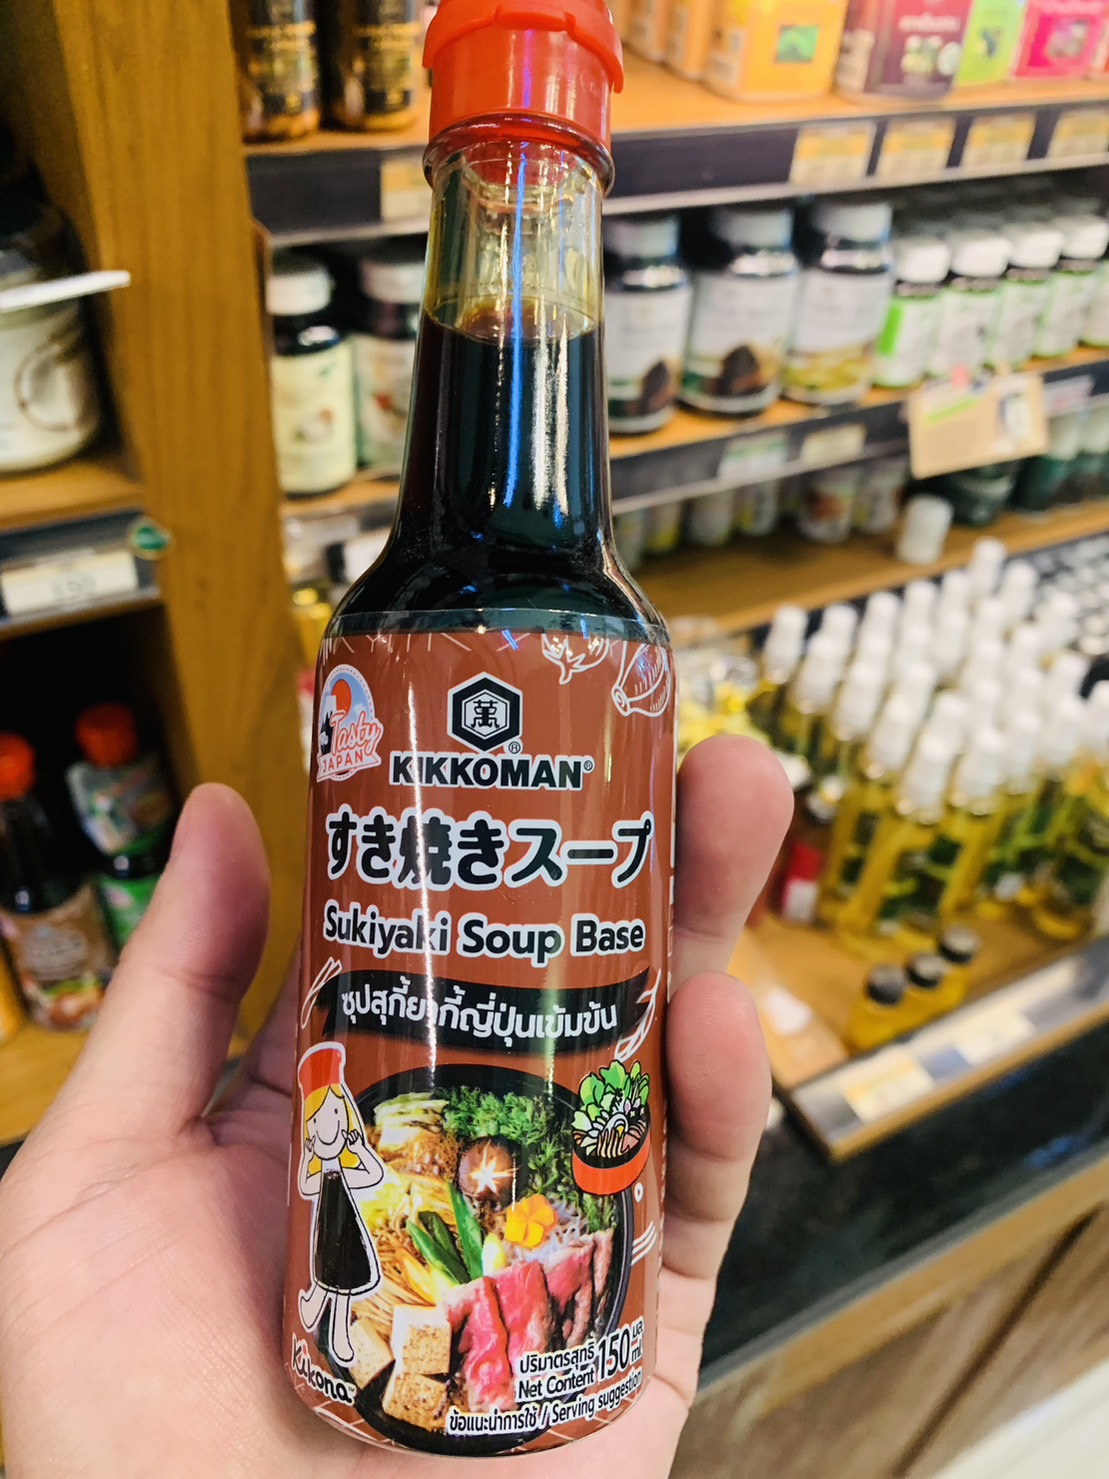 Tasty
JAPAN
萬
KIKKOMAN®
すき焼きスープ
Sukiyaki Soup Base
ซุปสุกี้ยากี้ญี่ปุ่นเข้มข้น
Kikona
ปริมาตรสุทธิ 150 มล
Net Content 150 ml
ข้อแนะนำการใช้ / Serving suggestion
150